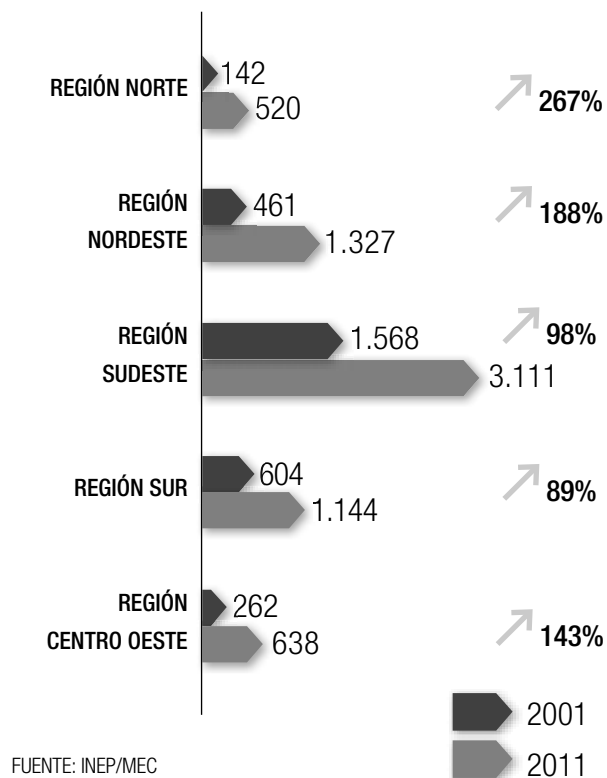 REGIÓN NORTE
142
520
267%
REGIÓN
NORDESTE
461
1.327
188%
REGIÓN
SUDESTE
1.568
3.111
98%
REGIÓN SUR
604
1.144
89%
REGIÓN
CENTRO OESTE
262
638
143%
2001
2011
FUENTE: INEP/MEC